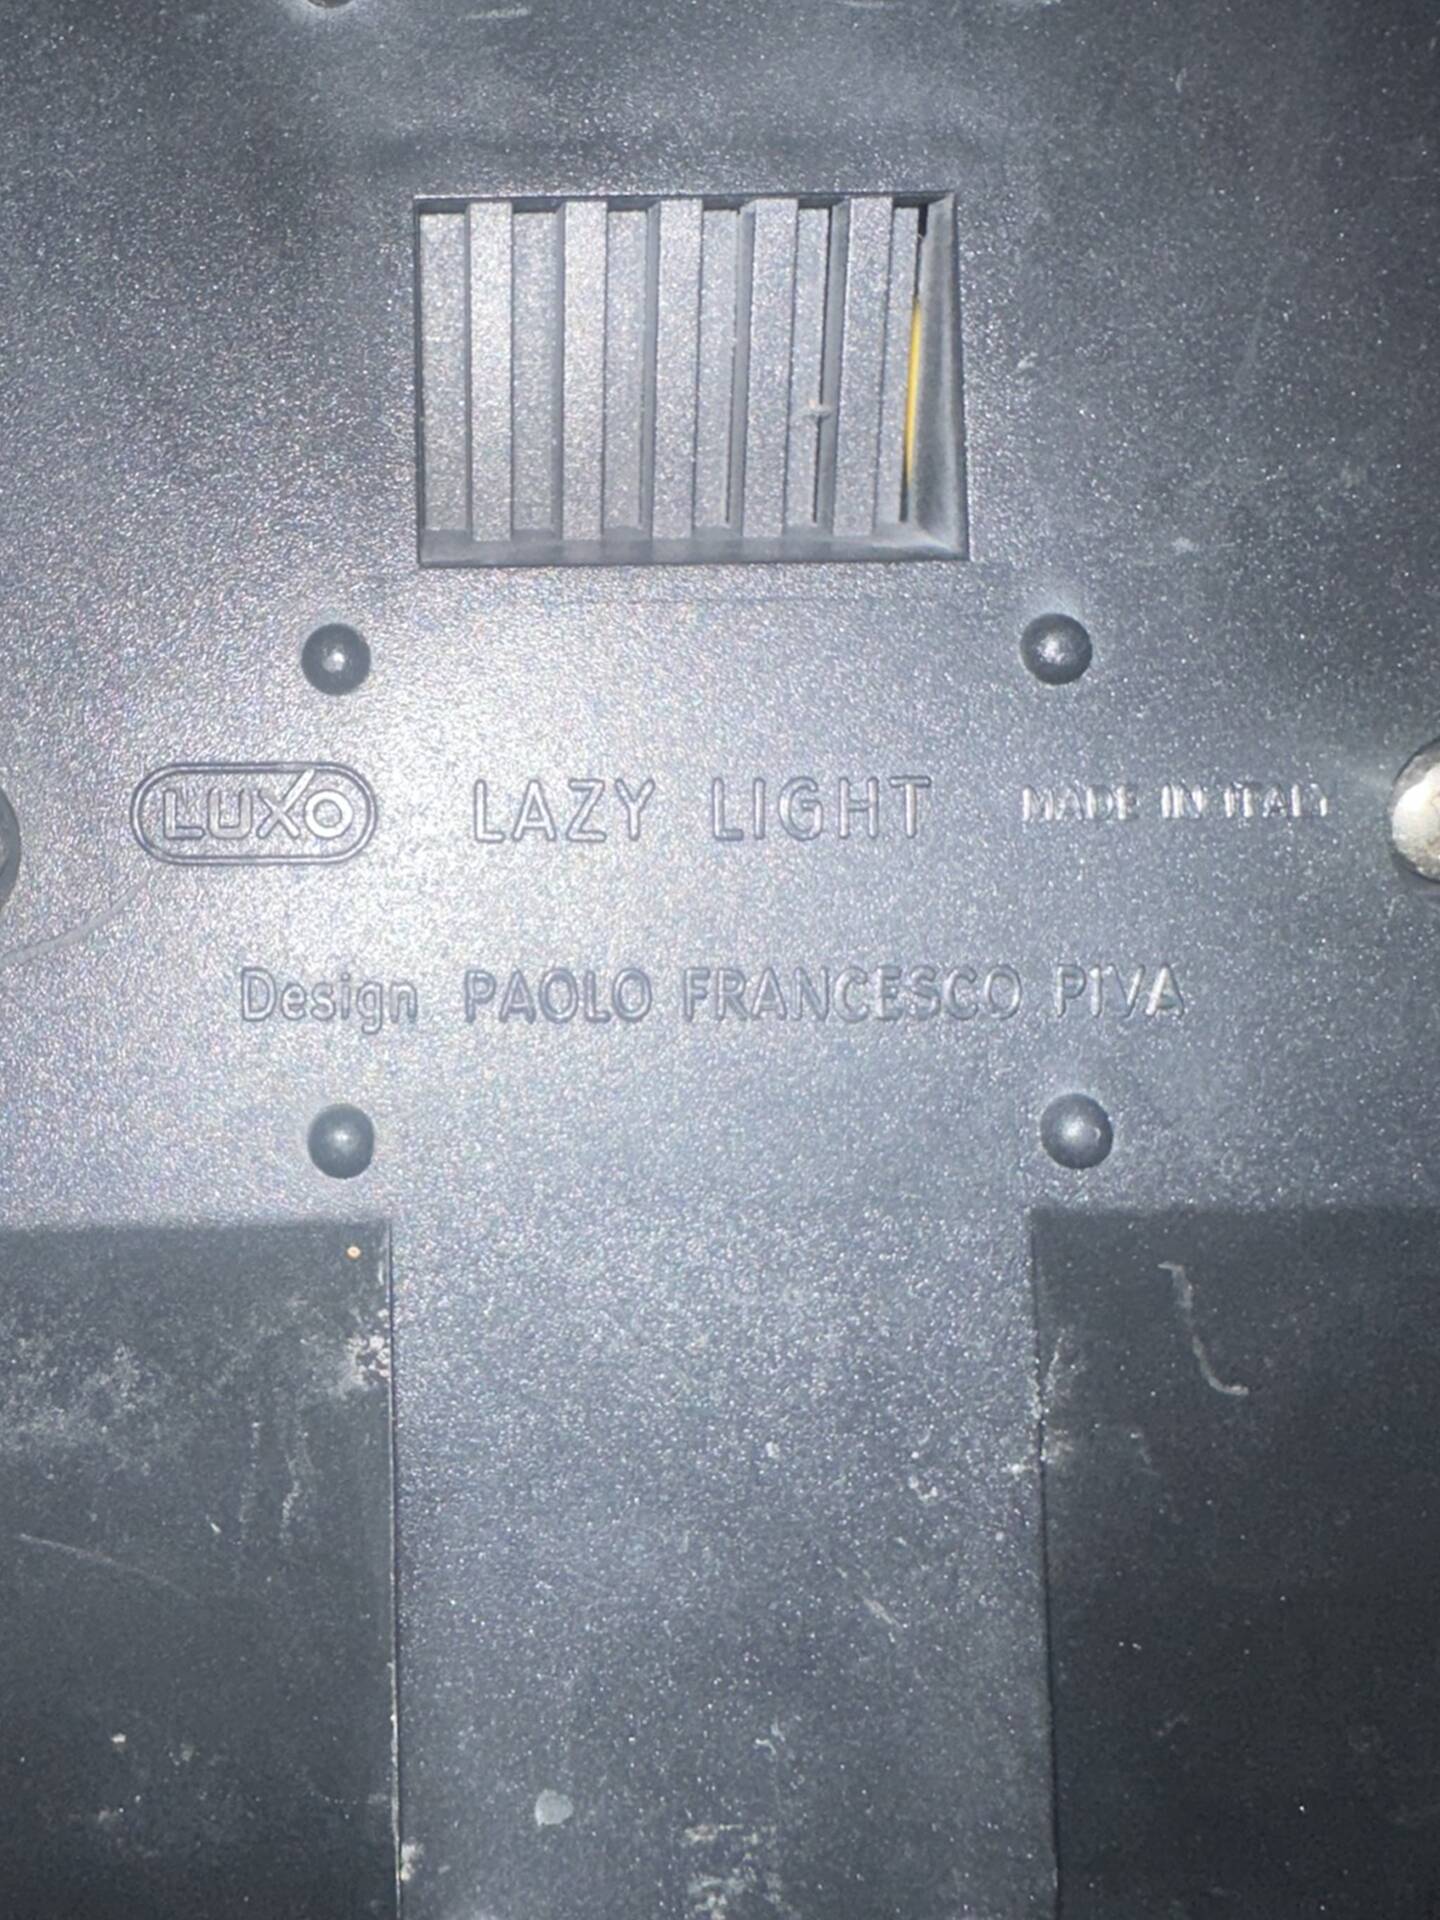 LUXO LAZY LIGHT MADE IN ITALY
Design PAOLO FRANCESCO PIVA